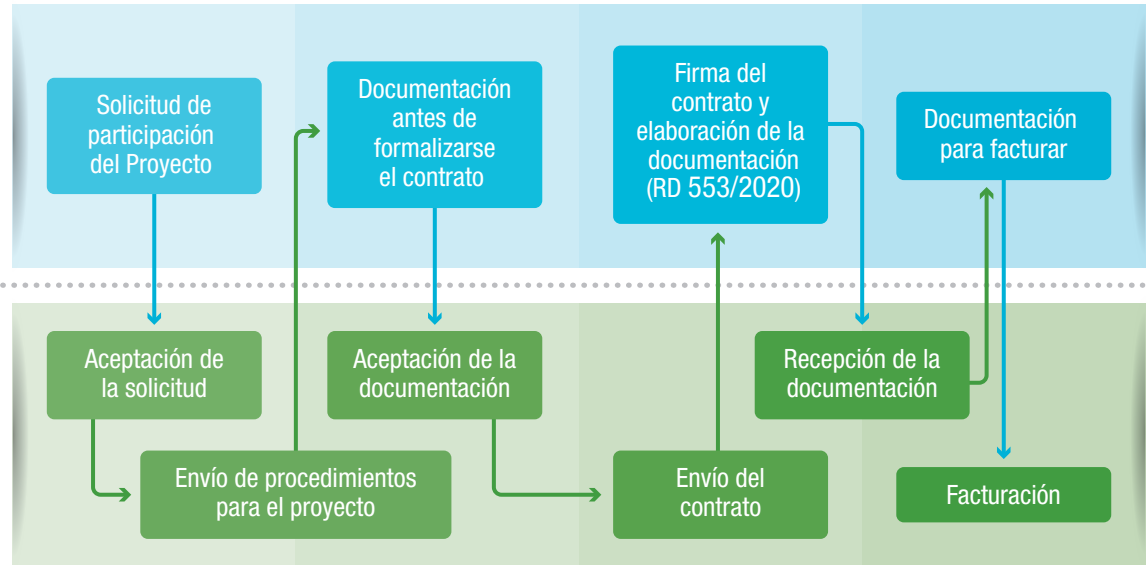 Solicitud de
participación
del Proyecto
Documentación
antes de
formalizarse
el contrato
Firma del
contrato y
elaboración de la
documentación
(RD 553/2020)
Documentación
para facturar
Aceptación de
la solicitud
Aceptación de la
documentación
Recepción de la
documentación
Envío de procedimientos
para el proyecto
Envío del
contrato
Facturación